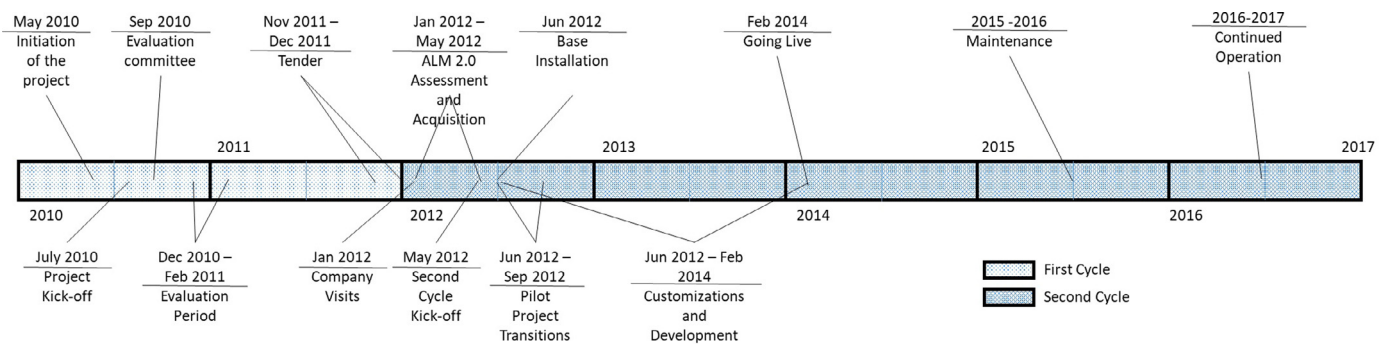 May 2010
Initiation
of the
project
Sep 2010
Evaluation
committee
Nov 2011 –
Dec 2011
Tender
Jan 2012 –
May 2012
ALM 2.0
Assessment
and
Acquisition
Jun 2012
Base
Installation
Feb 2014
Going Live
2015 -2016
Maintenance
2016-2017
Continued
Operation
2011
2013
2015
2017
2010
2012
2014
2016
July 2010
Project
Kick-off
Dec 2010 –
Feb 2011
Evaluation
Period
Jan 2012
Company
Visits
May 2012
Second
Cycle
Kick-off
Jun 2012 –
Sep 2012
Pilot
Project
Transitions
Jun 2012 – Feb
2014
Customizations
and
Development
First Cycle
Second Cycle